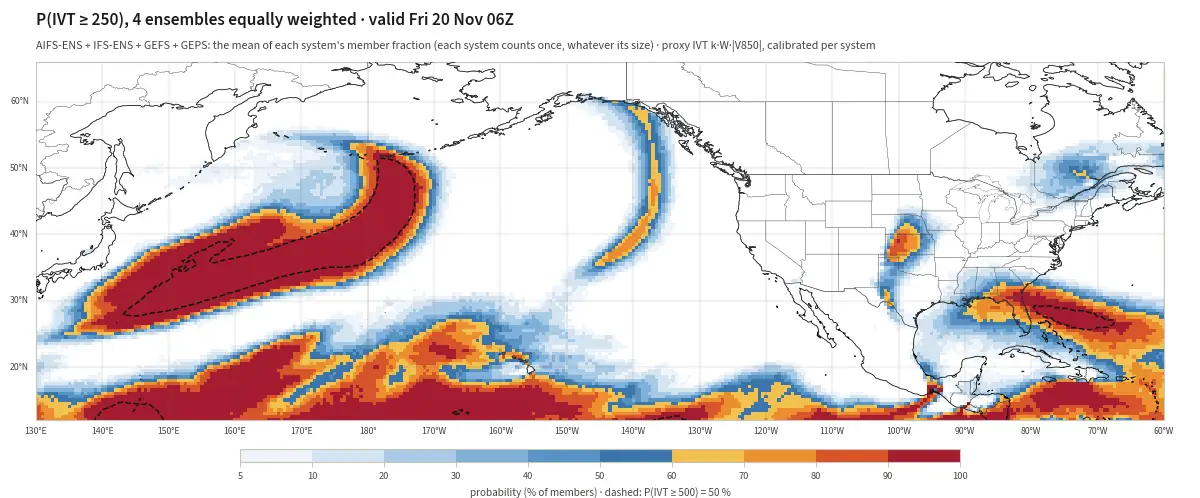 P(IVT ≥ 250), 4 ensembles equally weighted · valid Fri 20 Nov 06Z
AIFS-ENS + IFS-ENS + GEFS + GEPS: the mean of each system's member fraction (each system counts once, whatever its size) · proxy IVT k·W·|V850|, calibrated per system
60°N
50°N
40°N
30°N
20°N
130°E 140°E 150°E 160°E 170°E 180° 170°W 160°W 150°W 140°W 130°W 120°W 110°W 100°W 90°W 80°W 70°W 60°W
5 10 20 30 40 50 60 70 80 90 100
probability (% of members) · dashed: P(IVT ≥ 500) = 50 %